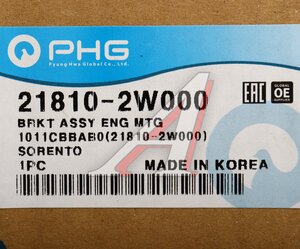 PHG
Pyung Hwa Global Co., Ltd.
21810-2W000
BRKT ASSY ENG MTG
1011CBBAB0(21810-2W000)
SORENTO
1PC
MADE IN KOREA
EAC
GLOBAL
OE
SUPPLIER